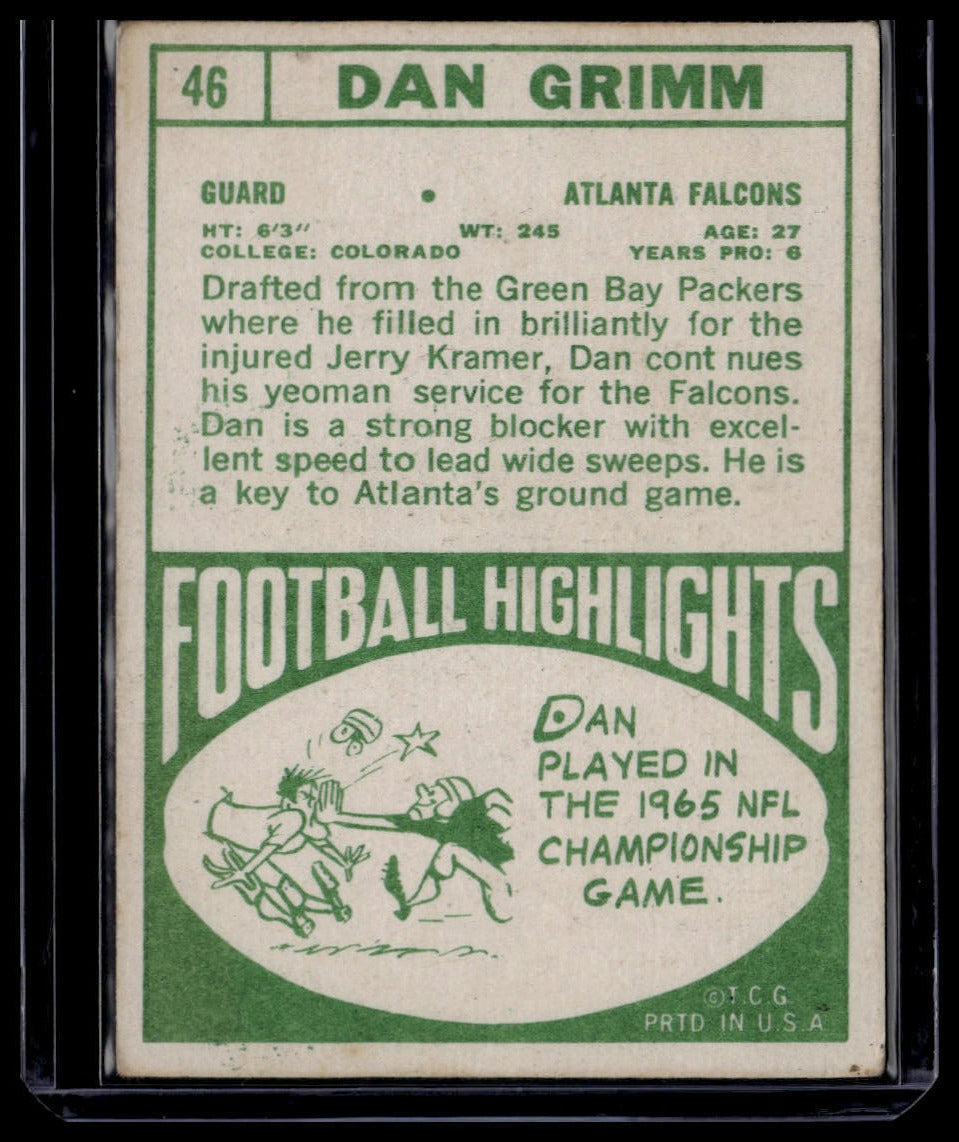 46 DAN GRIMM
GUARD • ATLANTA FALCONS
HT: 6'3" WT: 245 AGE: 27
COLLEGE: COLORADO YEARS PRO: 6
Drafted from the Green Bay Packers
where he filled in brilliantly for the
injured Jerry Kramer, Dan cont nues
his yeoman service for the Falcons.
Dan is a strong blocker with excel-
lent speed to lead wide sweeps. He is
a key to Atlanta's ground game.
FOOTBALL HIGHLIGHTS
DAN
PLAYED IN
THE 1965 NFL
CHAMPIONSHIP
GAME.
©T.C.G.
PRTD IN U.S.A